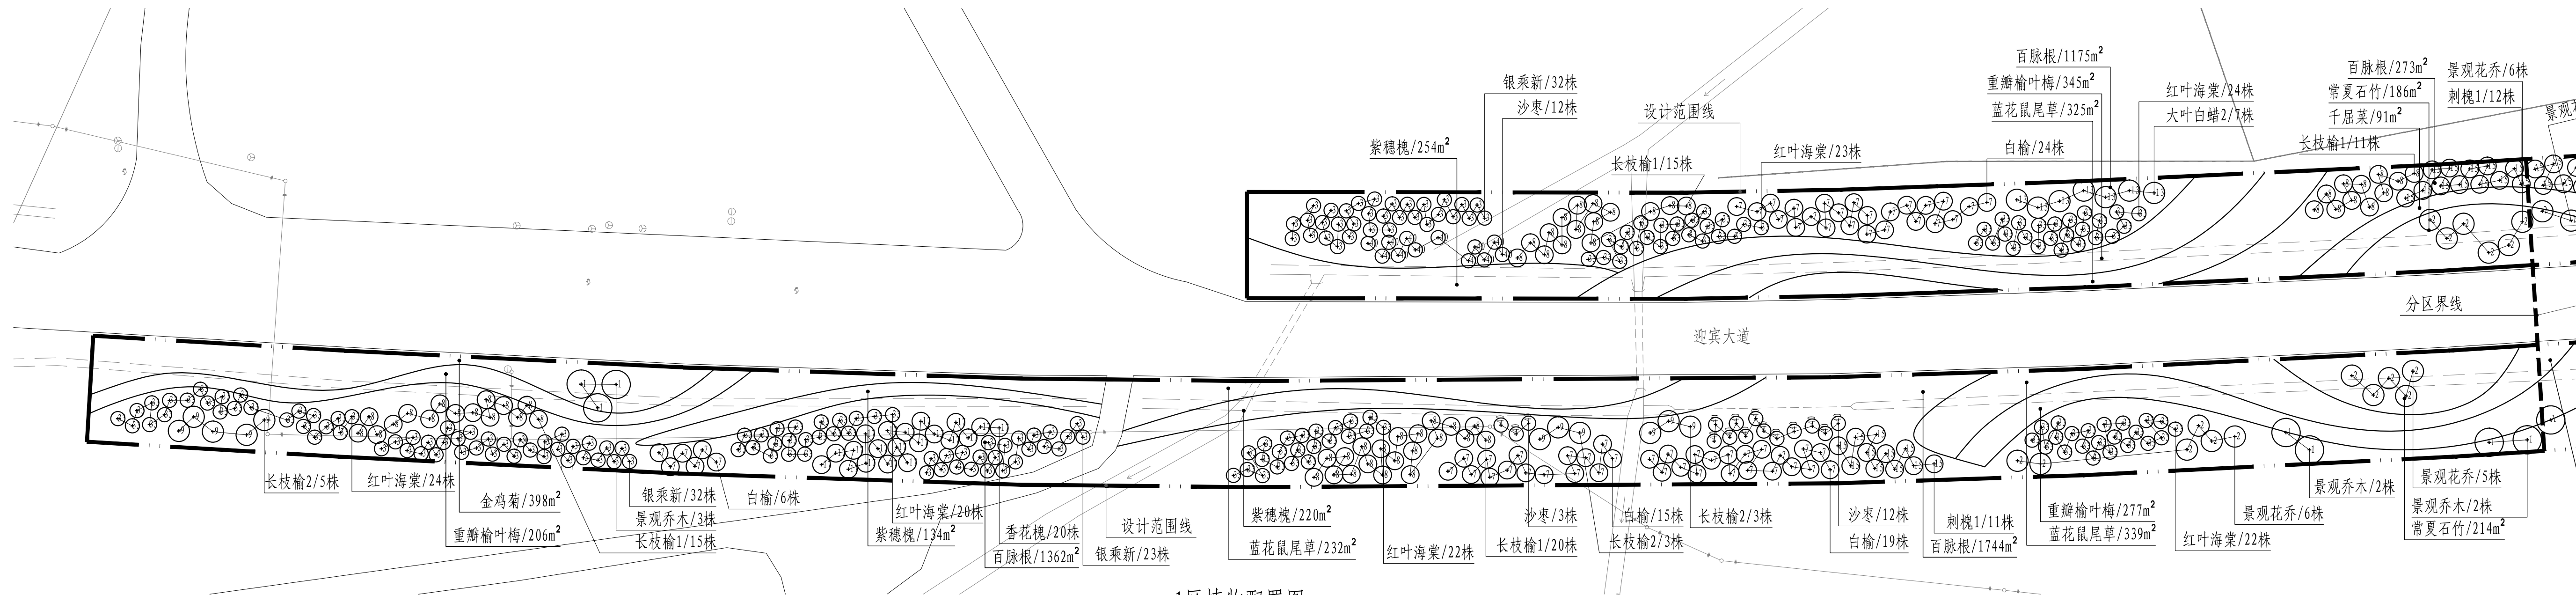 百脉根/1175m²
重瓣榆叶梅/345m²
蓝花鼠尾草/325m²
百脉根/273m²
常夏石竹/186m²
千屈菜/91m²
长枝榆1/11株
景观花乔/6株
刺槐1/12株
银乘新/32株
沙枣/12株
设计范围线
红叶海棠/24株
大叶白蜡2/7株
紫穗槐/254m²
长枝榆1/15株
红叶海棠/23株
白榆/24株
分区界线
迎宾大道
长枝榆2/5株
红叶海棠/24株
金鸡菊/398m²
重瓣榆叶梅/206m²
银乘新/32株
景观乔木/3株
长枝榆1/15株
白榆/6株
红叶海棠/20株
紫穗槐/134m²
香花槐/20株
百脉根/1362m²
设计范围线
银乘新/23株
紫穗槐/220m²
蓝花鼠尾草/232m²
红叶海棠/22株
沙枣/3株
长枝榆1/20株
白榆/15株
长枝榆2/3株
长枝榆2/3株
沙枣/12株
白榆/19株
刺槐1/11株
百脉根/1744m²
重瓣榆叶梅/277m²
蓝花鼠尾草/339m²
红叶海棠/22株
景观花乔/6株
景观乔木/2株
景观花乔/5株
景观乔木/2株
常夏石竹/214m²